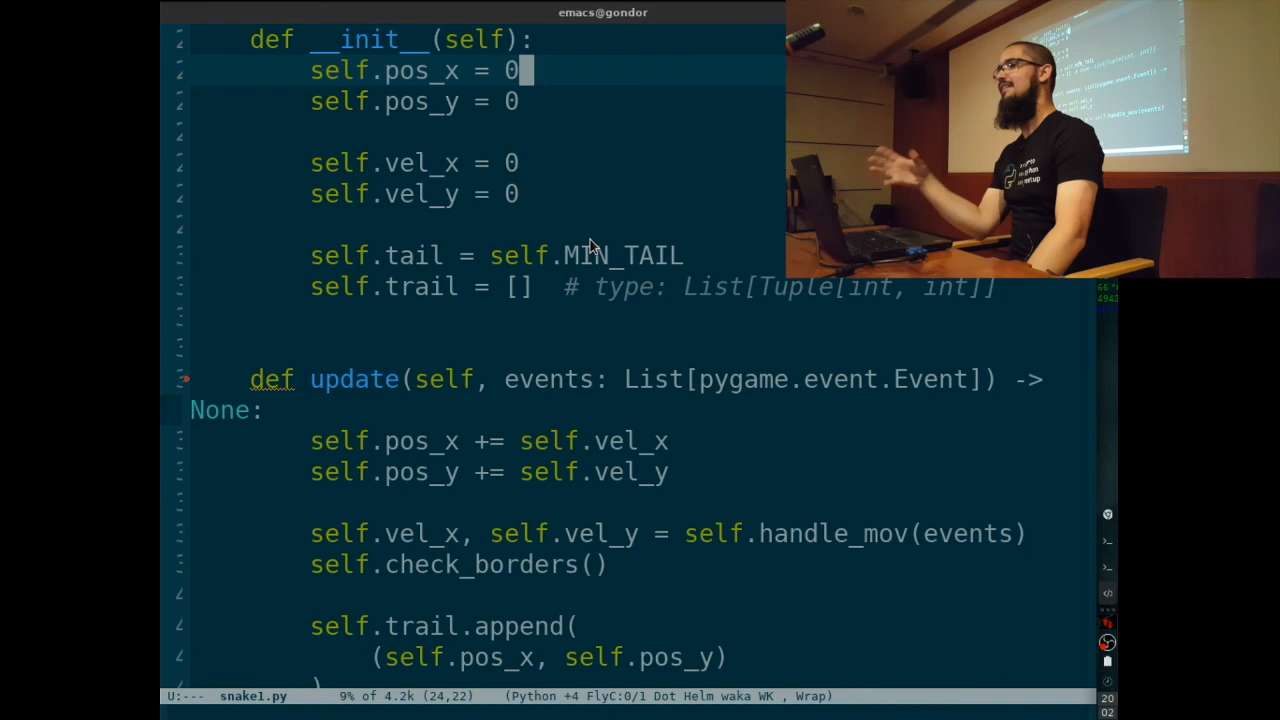 emacs@gondor
def __init__(self):
self.pos_x = 0
self.pos_y = 0
self.vel_x = 0
self.vel_y = 0
self.tail = self.MIN_TAIL
self.trail = []  # type: List[Tuple[int, int]]
def update(self, events: List[pygame.event.Event]) ->
None:
self.pos_x += self.vel_x
self.pos_y += self.vel_y
self.vel_x, self.vel_y = self.handle_mov(events)
self.check_borders()
self.trail.append(
(self.pos_x, self.pos_y)
)
U:--- snake1.py 9% of 4.2k (24,22) (Python +4 FlyC:0/1 Dot Helm waka WK , Wrap)
20
02